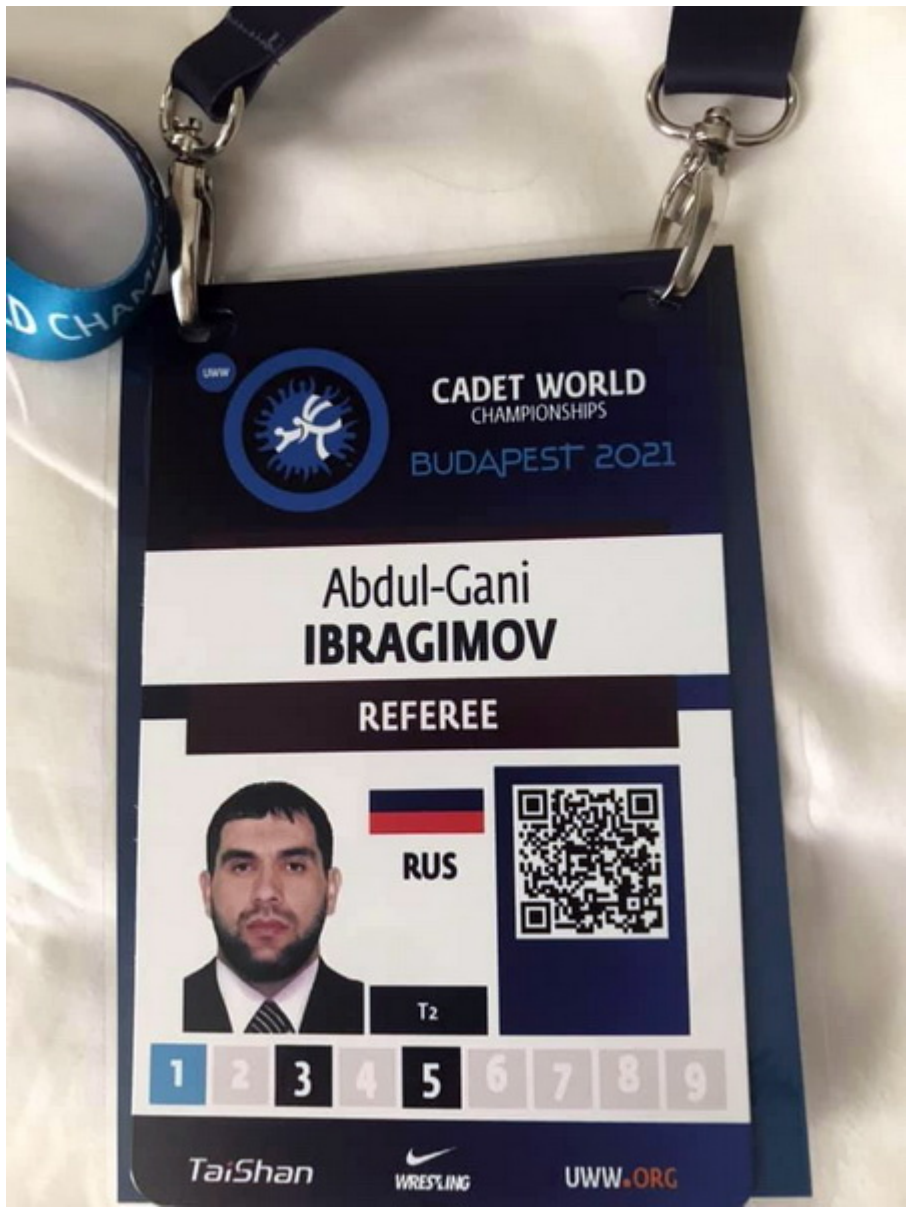 D CHAM
UWW
CADET WORLD
CHAMPIONSHIPS
BUDAPEST 2021
Abdul-Gani
IBRAGIMOV
REFEREE
RUS
T2
1 2 3 4 5 6 7 8 9
TaiShan
WRESTLING
UWW.ORG